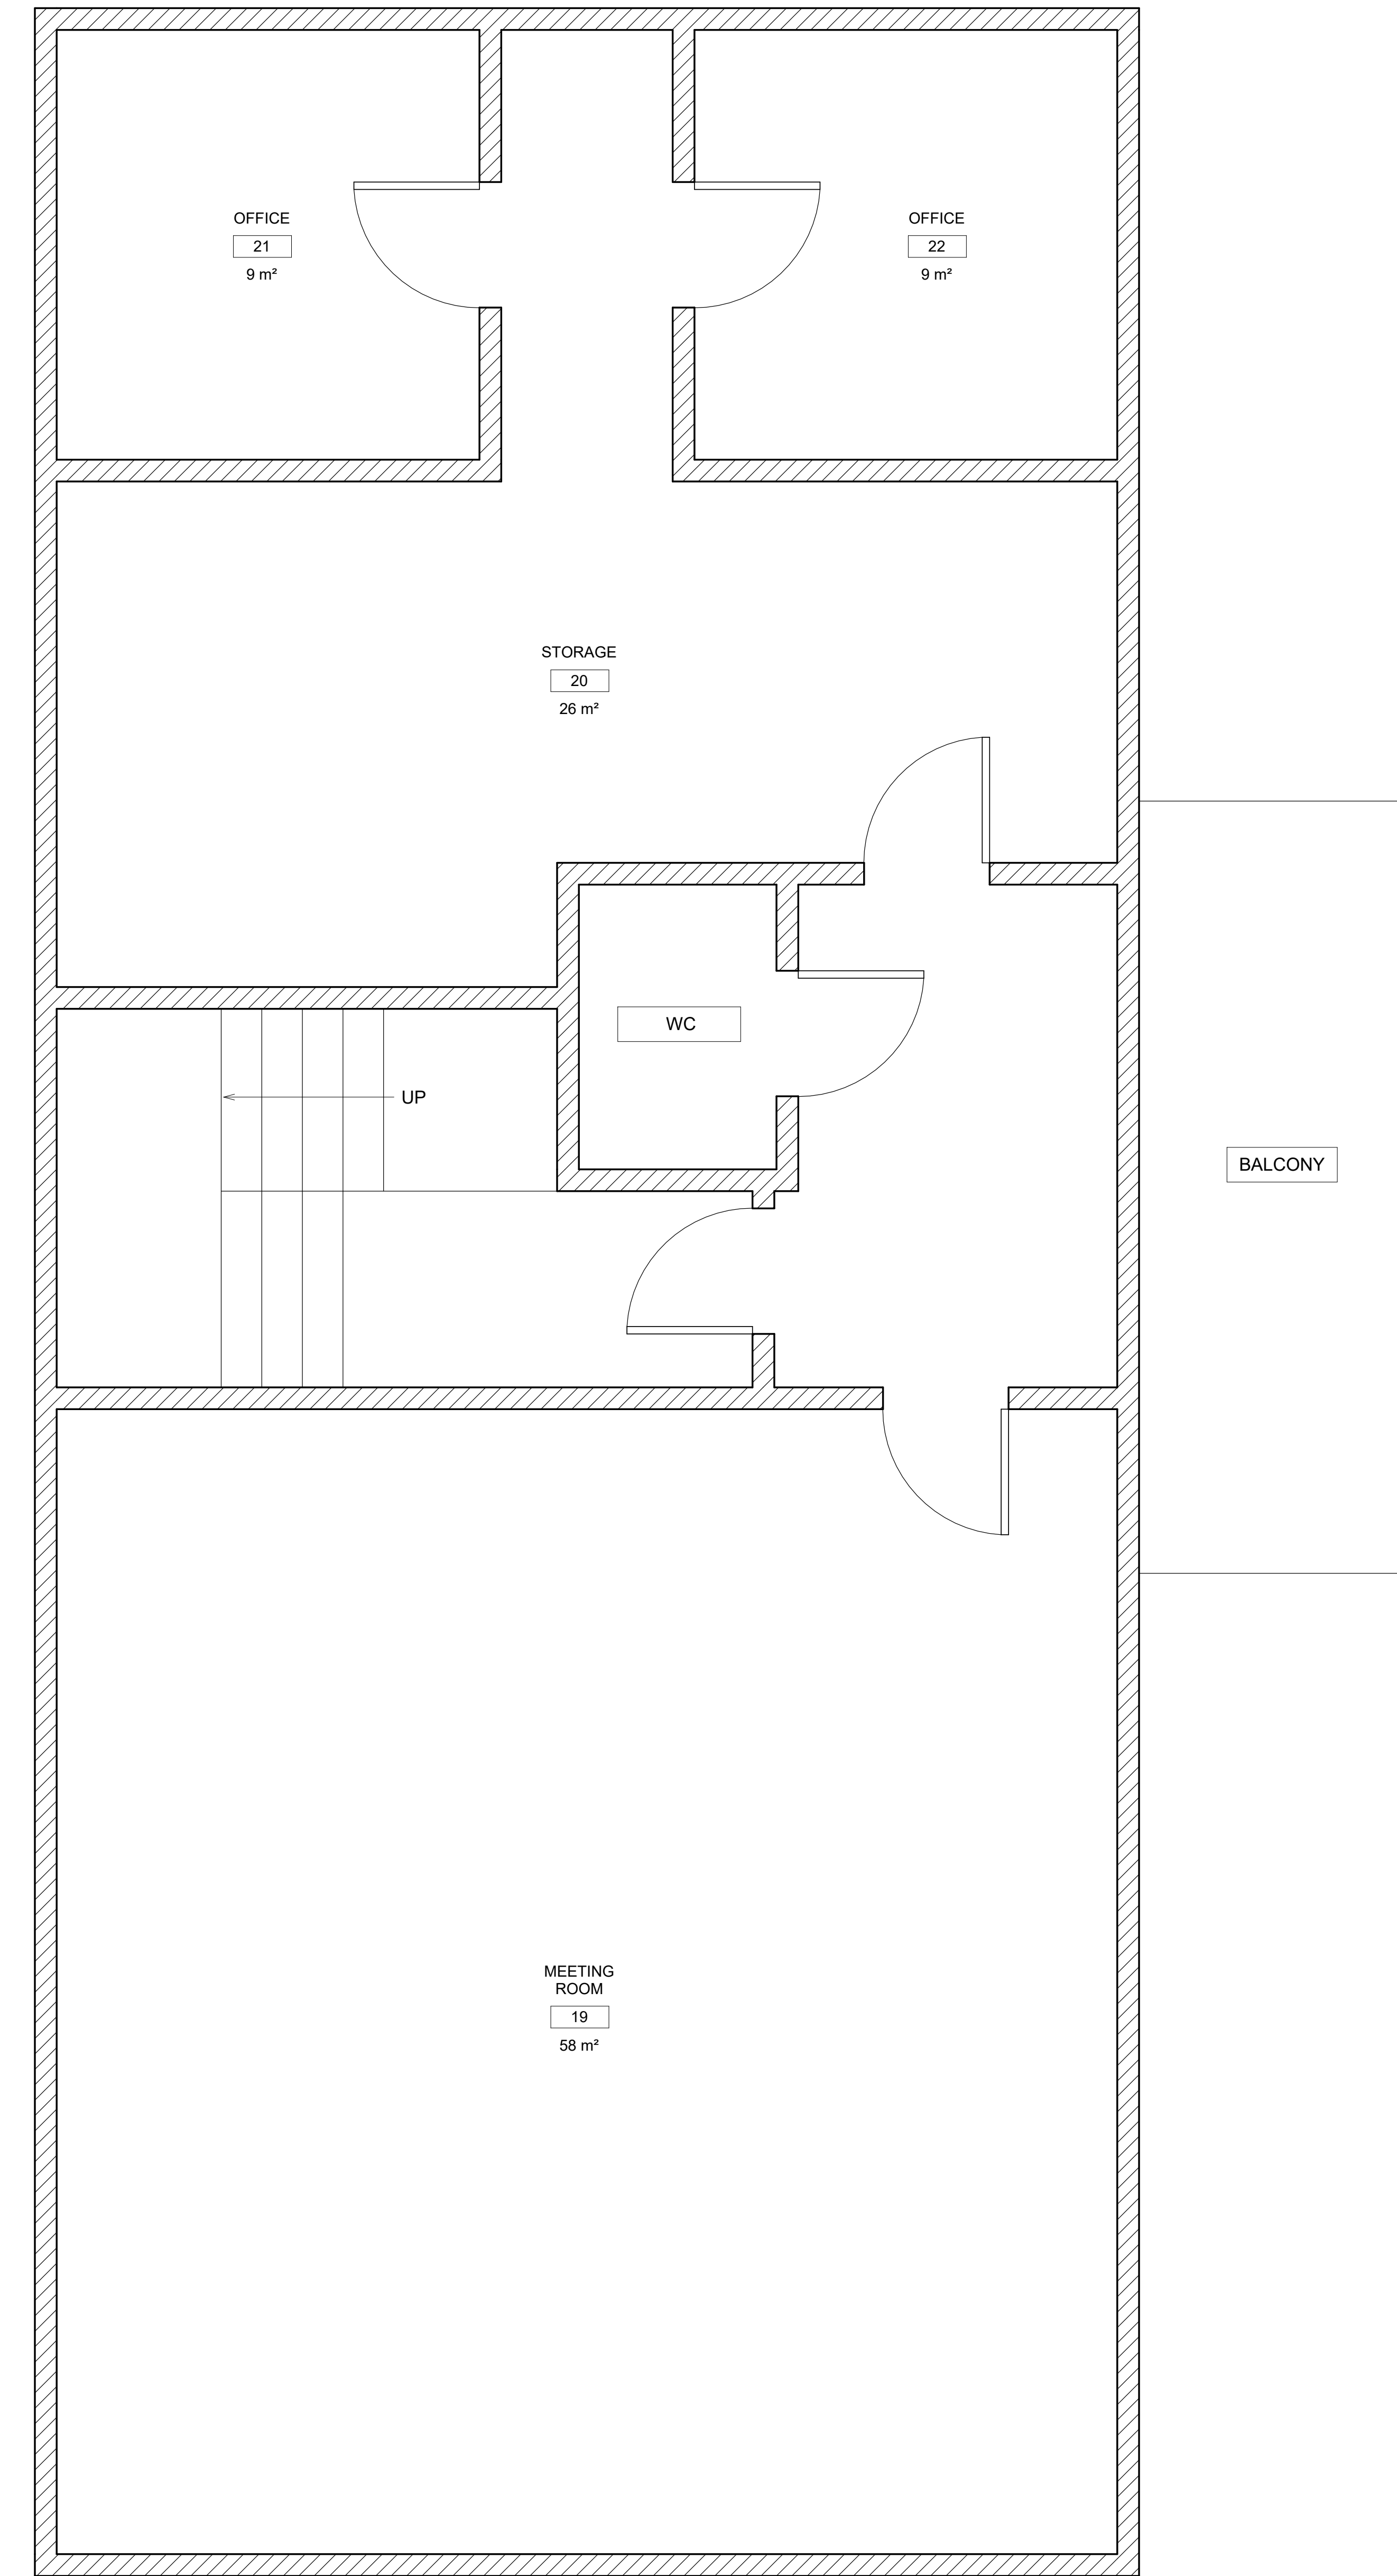 OFFICE
21
9 m²
OFFICE
22
9 m²
STORAGE
20
26 m²
WC
UP
BALCONY
MEETING
ROOM
19
58 m²